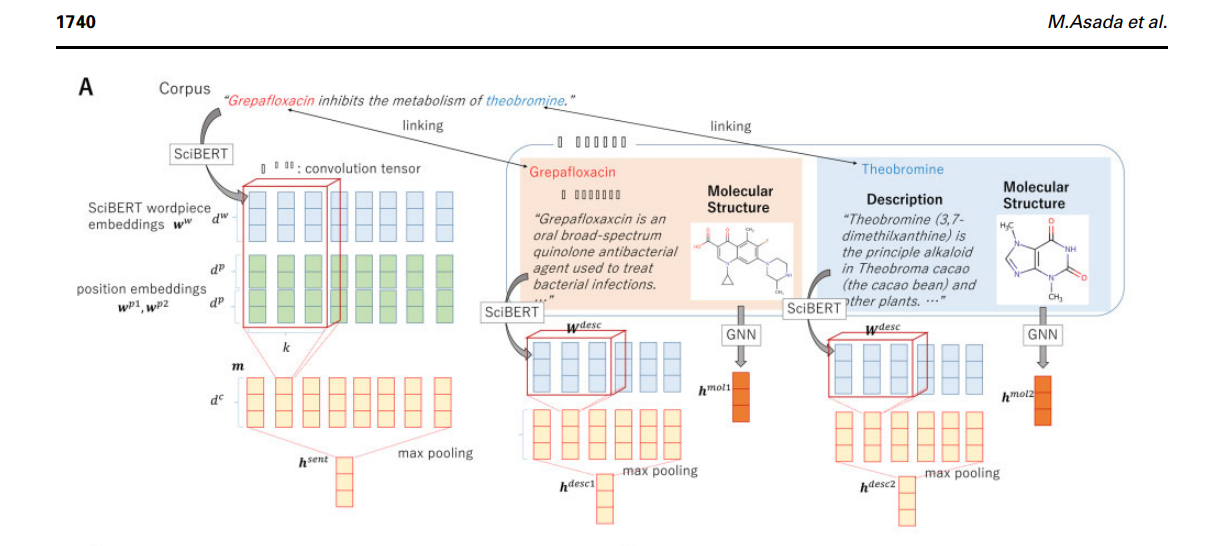 1740
M.Asada et al.
A
Corpus
“Grepafloxacin inhibits the metabolism of theobromine.”
linking
linking
SciBERT
: convolution tensor
SciBERT wordpiece
embeddings w^w
d^w
position embeddings
w^p1, w^p2
d^p
d^p
k
m
d^c
h^sent
max pooling
Grepafloxacin
“Grepafloxaxcin is an
oral broad-spectrum
quinolone antibacterial
agent used to treat
bacterial infections.
…”
Molecular
Structure
SciBERT
W^desc
GNN
h^mol1
max pooling
h^desc1
Theobromine
Description
“Theobromine (3,7-
dimethilxanthine) is
the principle alkaloid
in Theobroma cacao
(the cacao bean) and
other plants. …”
Molecular
Structure
H₃C
O
NH
N
N
N
O
CH₃
SciBERT
W^desc
GNN
h^mol2
max pooling
h^desc2